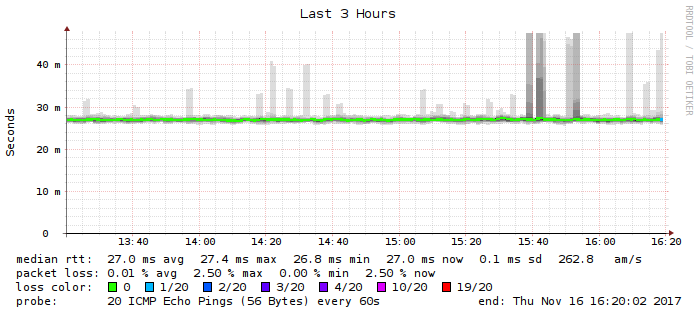 Last 3 Hours
RRDTOOL / TOBI OETIKER
Seconds
40 m
30 m
20 m
10 m
0
13:40 14:00 14:20 14:40 15:00 15:20 15:40 16:00 16:20
median rtt: 27.0 ms avg 27.4 ms max 26.8 ms min 27.0 ms now 0.1 ms sd 262.8 am/s
packet loss: 0.01 % avg 2.50 % max 0.00 % min 2.50 % now
loss color: 0 1/20 2/20 3/20 4/20 10/20 19/20
probe: 20 ICMP Echo Pings (56 Bytes) every 60s end: Thu Nov 16 16:20:02 2017